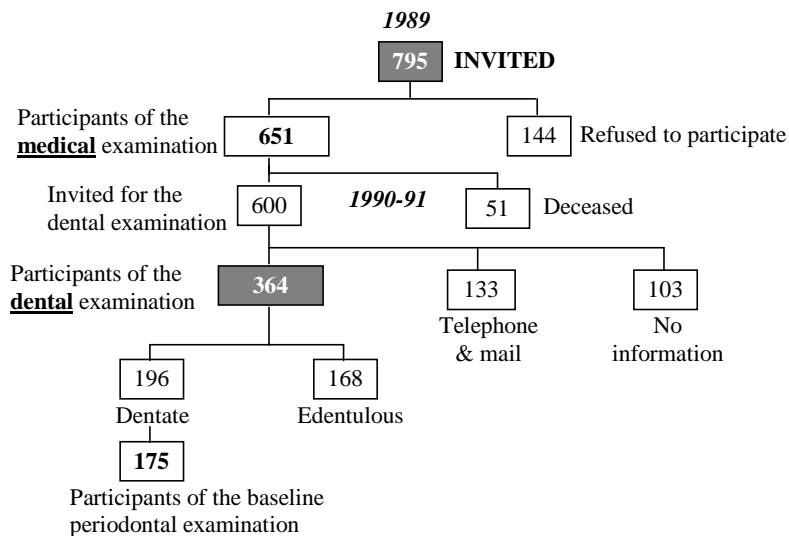 1989
795 INVITED
Participants of the
medical examination
651
144 Refused to participate
Invited for the
dental examination
600
1990-91
51 Deceased
Participants of the
dental examination
364
133
103
Telephone
& mail
No
information
196
168
Dentate
Edentulous
175
Participants of the baseline
periodontal examination